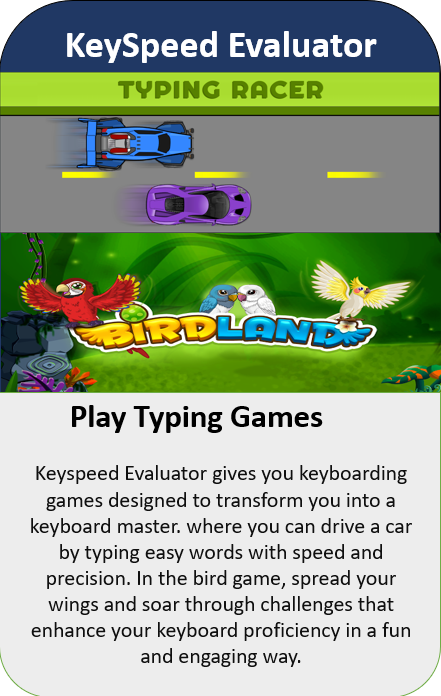 KeySpeed Evaluator
TYPING RACER
BIRDLAND
Play Typing Games
Keyspeed Evaluator gives you keyboarding
games designed to transform you into a
keyboard master. where you can drive a car
by typing easy words with speed and
precision. In the bird game, spread your
wings and soar through challenges that
enhance your keyboard proficiency in a fun
and engaging way.